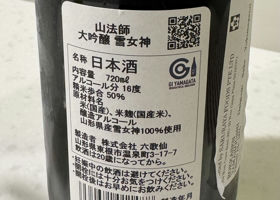 山法師
大吟醸 雪女神
名称 日本酒
内容量 720ml
アルコール分 16度
精米歩合 50%
原材料名
米(国産)、米麹(国産米)、
醸造アルコール
山形県産雪女神100%使用
GI YAMAGATA
製造者 株式会社 六歌仙
山形県東根市温泉町3-17-7
飲酒は20歳になってから。